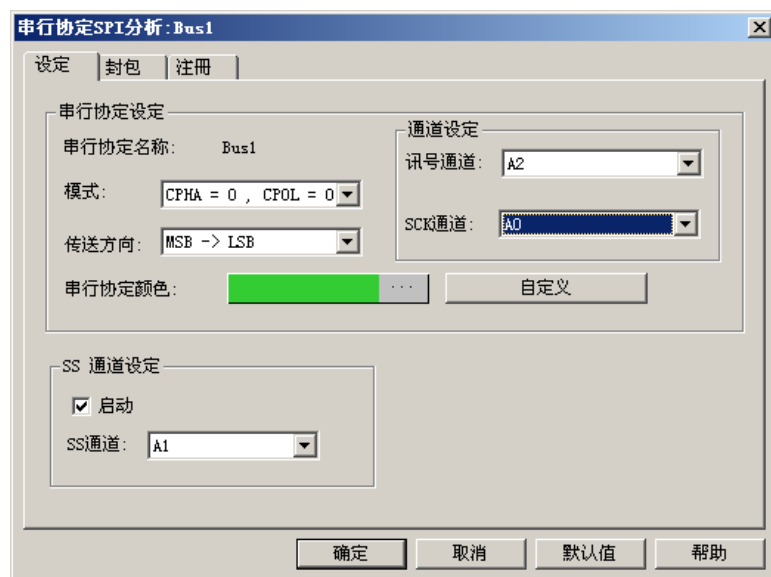 串行协定SPI分析:Bus1
设定 封包 注册
串行协定设定
串行协定名称: Bus1
模式: CPHA = 0 , CPOL = 0
传送方向: MSB -> LSB
通道设定
讯号通道: A2
SCK通道: A0
串行协定颜色: ... 自定义
SS 通道设定
启动
SS通道: A1
确定 取消 默认值 帮助